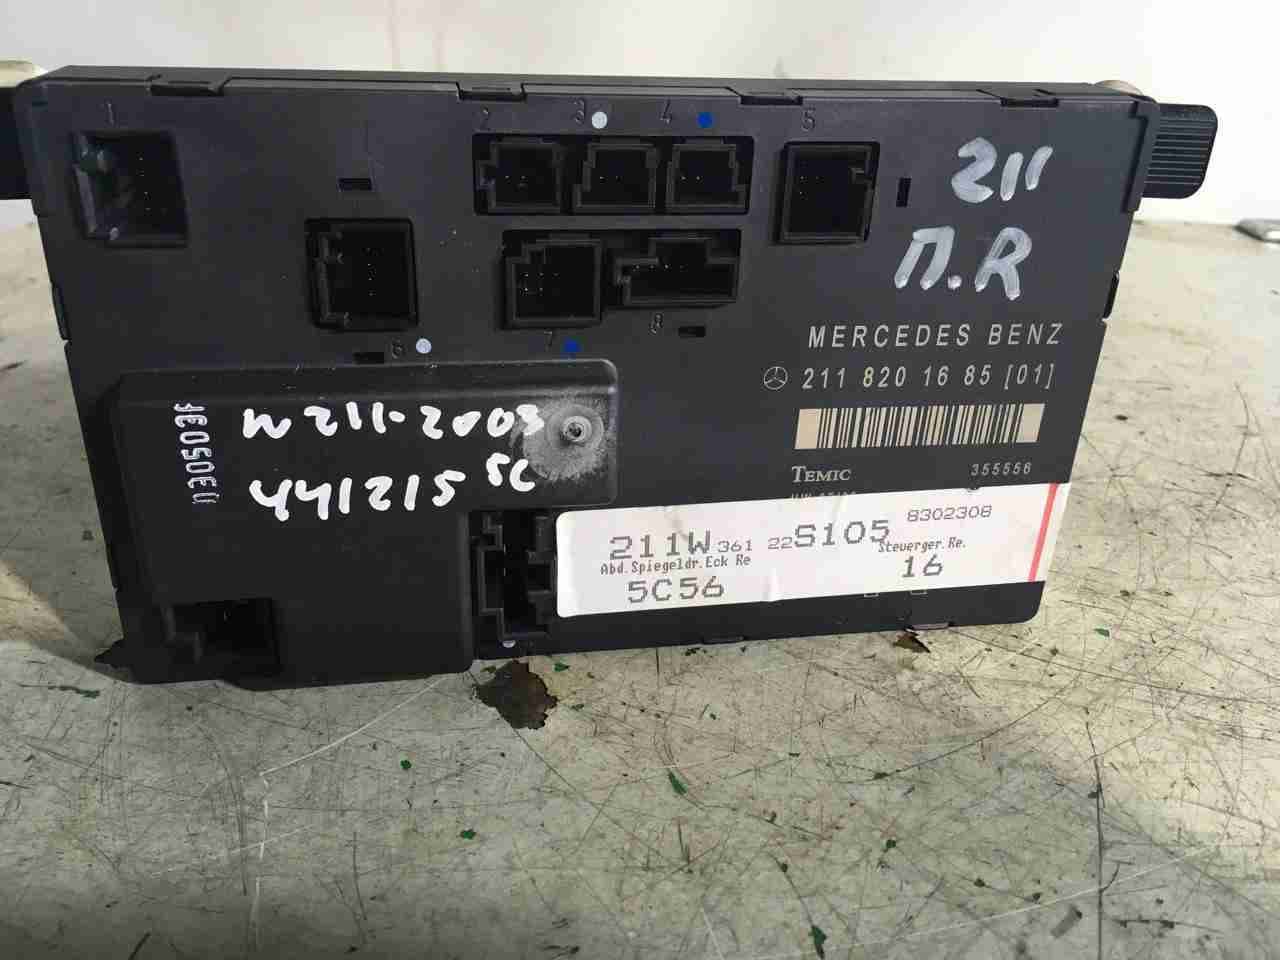 1
2 3 4 5
211
П.R
6 7 8
MERCEDES BENZ
211 820 16 85 [01]
TEMIC 355556
W211-2003
441215 SC
211W 361 22S105 8302308
Abd.Spiegeldr.Eck Re Steuerger.Re.
5C56 16